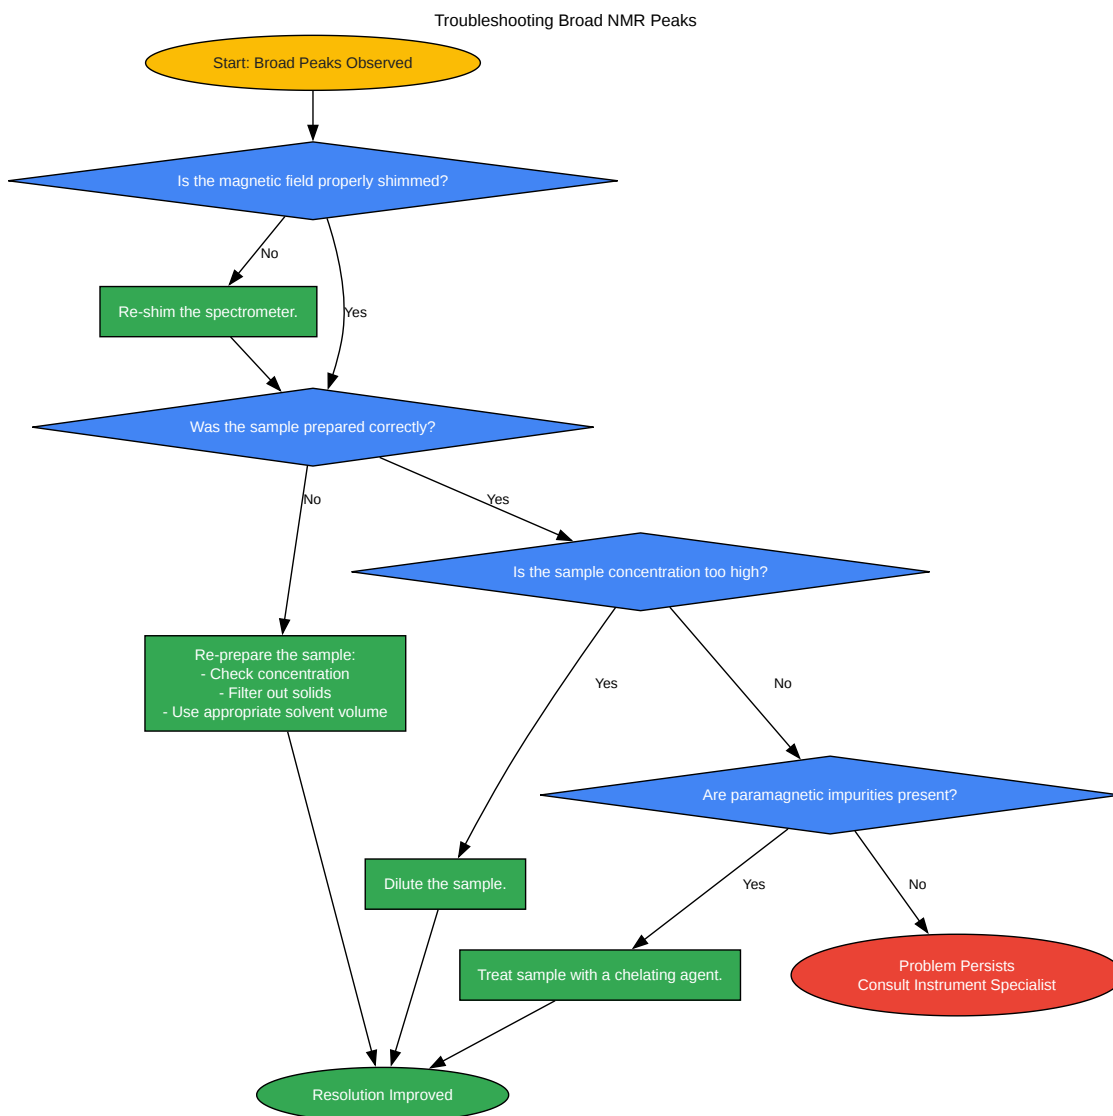 Troubleshooting Broad NMR Peaks
Start: Broad Peaks Observed
Is the magnetic field properly shimmed?
No
Re-shim the spectrometer.
Yes
Was the sample prepared correctly?
No
Yes
Is the sample concentration too high?
Re-prepare the sample:
- Check concentration
- Filter out solids
- Use appropriate solvent volume
Yes
No
Are paramagnetic impurities present?
Dilute the sample.
Yes
No
Treat sample with a chelating agent.
Problem Persists
Consult Instrument Specialist
Resolution Improved